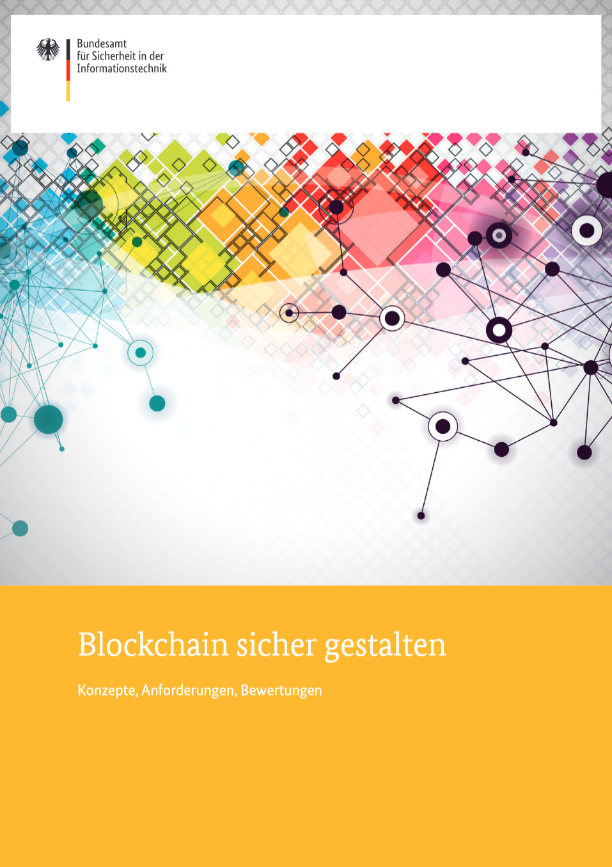 Bundesamt
für Sicherheit in der
Informationstechnik
Blockchain sicher gestalten
Konzepte, Anforderungen, Bewertungen